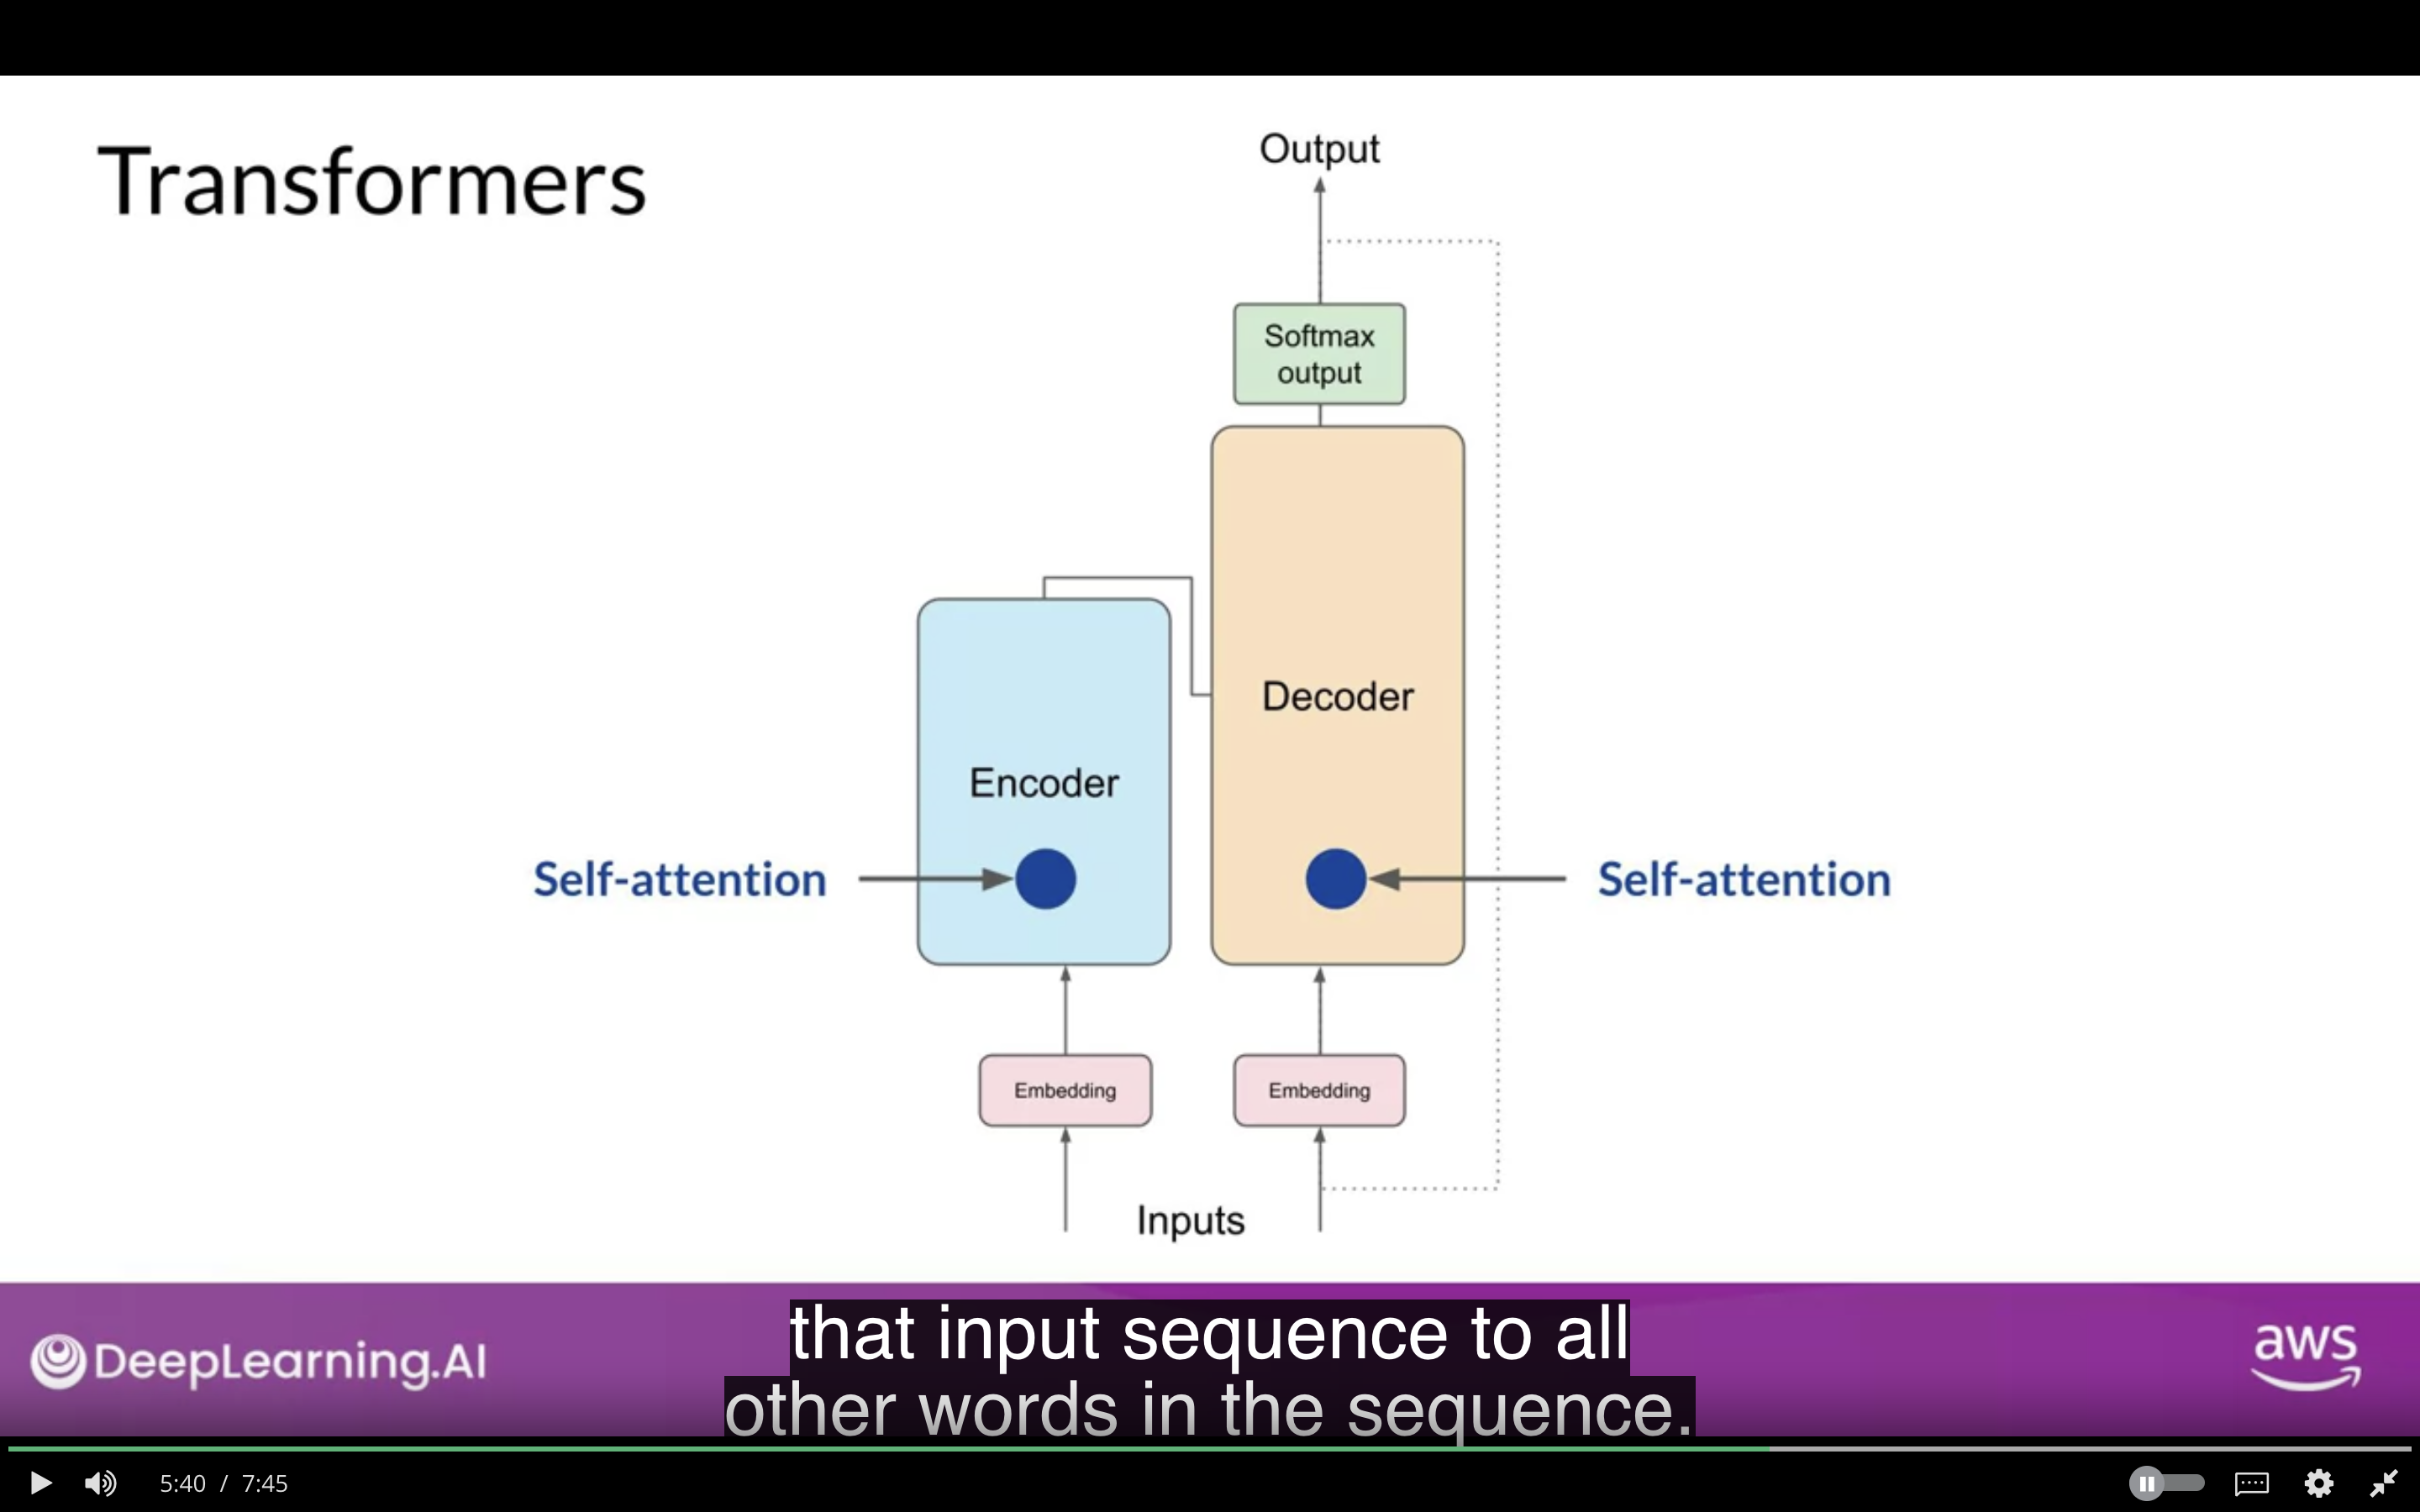 Transformers
Output
Softmax
output
Decoder
Encoder
Self-attention
Self-attention
Embedding
Embedding
Inputs
DeepLearning.AI
aws
that input sequence to all
other words in the sequence.
5:40 / 7:45